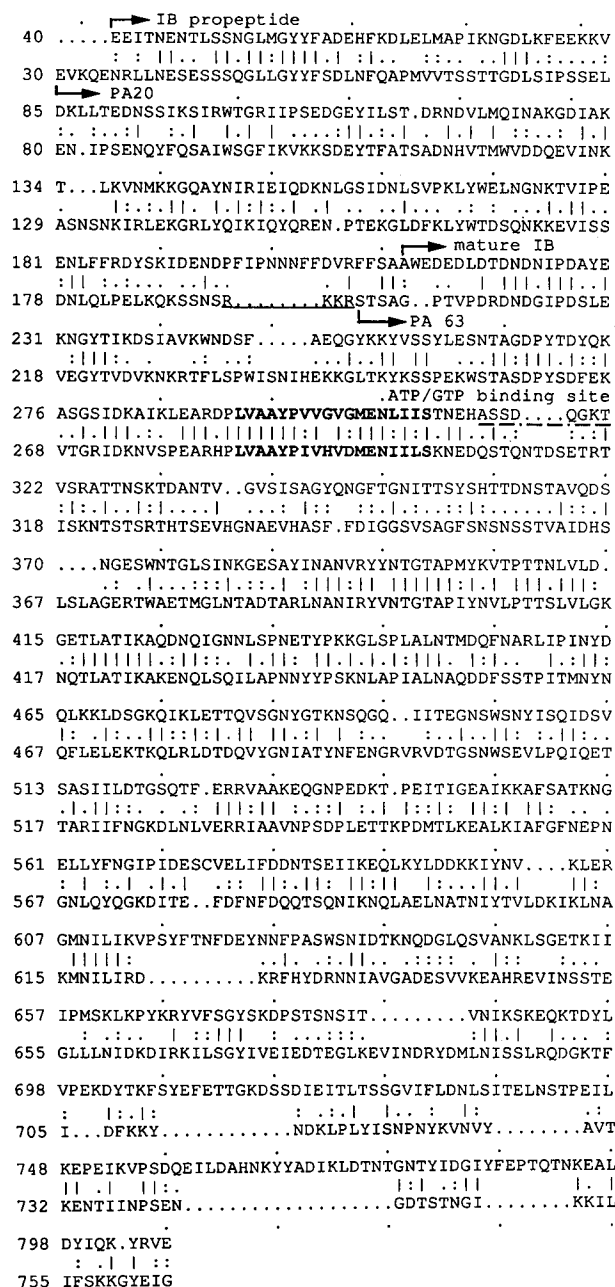 IB propeptide
40 .....EEITNENTLSSNGLMGYYFADEHFKDLELMAPIKNGDLKFEEKKV
30 EVKQENRLLNESESSSQGLLGYYFSDLNFQAPMVVTSSTTGDLSIPSSEL
PA20
85 DKLLTEDNSSIKSIRWTGRIIPSEDGEYILST.DRNDVLMQINAKGDIAK
80 EN.IPSENQYFQSAIWSGFIKVKKSDEYTFATSADNHVTMWVDDQEVINK
134 T...LKVNMKKGQAYNIRIEIQDKNLGSIDNLSVPKLYWELNGNKTVIPE
129 ASNSNKIRLEKGRLYQIKIQYQREN.PTEKGLDFKLYWTDSQNKKEVISS
mature IB
181 ENLFFRDYSKIDENDPFIPNNNFFDVRFFSAAWEDEDLDTDNDNIPDAYE
178 DNLQLPELKQKSSNSR.........KKRSTSAG..PTVPDRDNDGIPDSLE
PA 63
231 KNGYTIKDSIAVKWNDSF.....AEQGYKKYVSSYLESNTAGDPYTDYQK
218 VEGYTVDVKNKRTFLSPWISNIHEKKGLTKYKSSPEKWSTASDPYSDFEK
ATP/GTP binding site
276 ASGSIDKAIKLEARDPLVAAYPVVGVGMENLIISTNEHASSD....QGKT
268 VTGRIDKNVSPEARHPLVAAYPIVHVDMENIILSKNEDQSTQNTDSETRT
322 VSRATTNSKTDANTV..GVSISAGYQNGFTGNITTSYSHTTDNSTAVQDS
318 ISKNTSTSRTHTSEVHGNAEVHASF.FDIGGSVSAGFSNSNSSTVAIDHS
370 ....NGESWNTGLSINKGESAYINANVRYYNTGTAPMYKVTPTTNLVLD.
367 LSLAGERTWAETMGLNTADTARLNANIRYVNTGTAPIYNVLPTTSLVLGK
415 GETLATIKAQDNQIGNNLSPNETYPKKGLSPLALNTMDQFNARLIPINYD
417 NQTLATIKAKENQLSQILAPNNYYPSKNLAPIALNAQDDFSSTPITMNYN
465 QLKKLDSGKQIKLETTQVSGNYGTKNSQGQ..IITEGNSWSNYISQIDSV
467 QFLELEKTKQLRLDTDQVYGNIATYNFENGRVRVDTGSNWSEVLPQIQET
513 SASIILDTGSQTF.ERRVAAKEQGNPEDKT.PEITIGEAIKKAFSATKNG
517 TARIIFNGKDLNLVERRIAAVNPSDPLETTKPDMTLKEALKIAFGFNEPN
561 ELLYFNGIPIDESCVELIFDDNTSEIIKEQLKYLDDKKIYNV....KLER
567 GNLQYQGKDITE..FDFNFDQQTSQNIKNQLAELNATNIYTVLDKIKLNA
607 GMNILIKVPSYFTNFDEYNNFPASWSNIDTKNQDGLQSVANKLSGETKII
615 KMNILIRD..........KRFHYDRNNIAVGADESVVKEAHREVINSSTE
657 IPMSKLKPYKRYVFSGYSKDPSTSNSIT.........VNIKSKEQKTDYL
655 GLLLNIDKDIRKILSGYIVEIEDTEGLKEVINDRYDMLNISSLRQDGKTF
698 VPEKDYTKFSYEFETTGKDSSDIEITLTSSGVIFLDNLSITELNSTPEIL
705 I...DFKKY............NDKLPLYISNPNYKVNVY........AVT
748 KEPEIKVPSDQEILDAHNKYYADIKLDTNTGNTYIDGIYFEPTQTNKEAL
732 KENTIINPSEN.................GDTSTNGI........KKIL
798 DYIQK.YRVE
755 IFSKKGYEIG